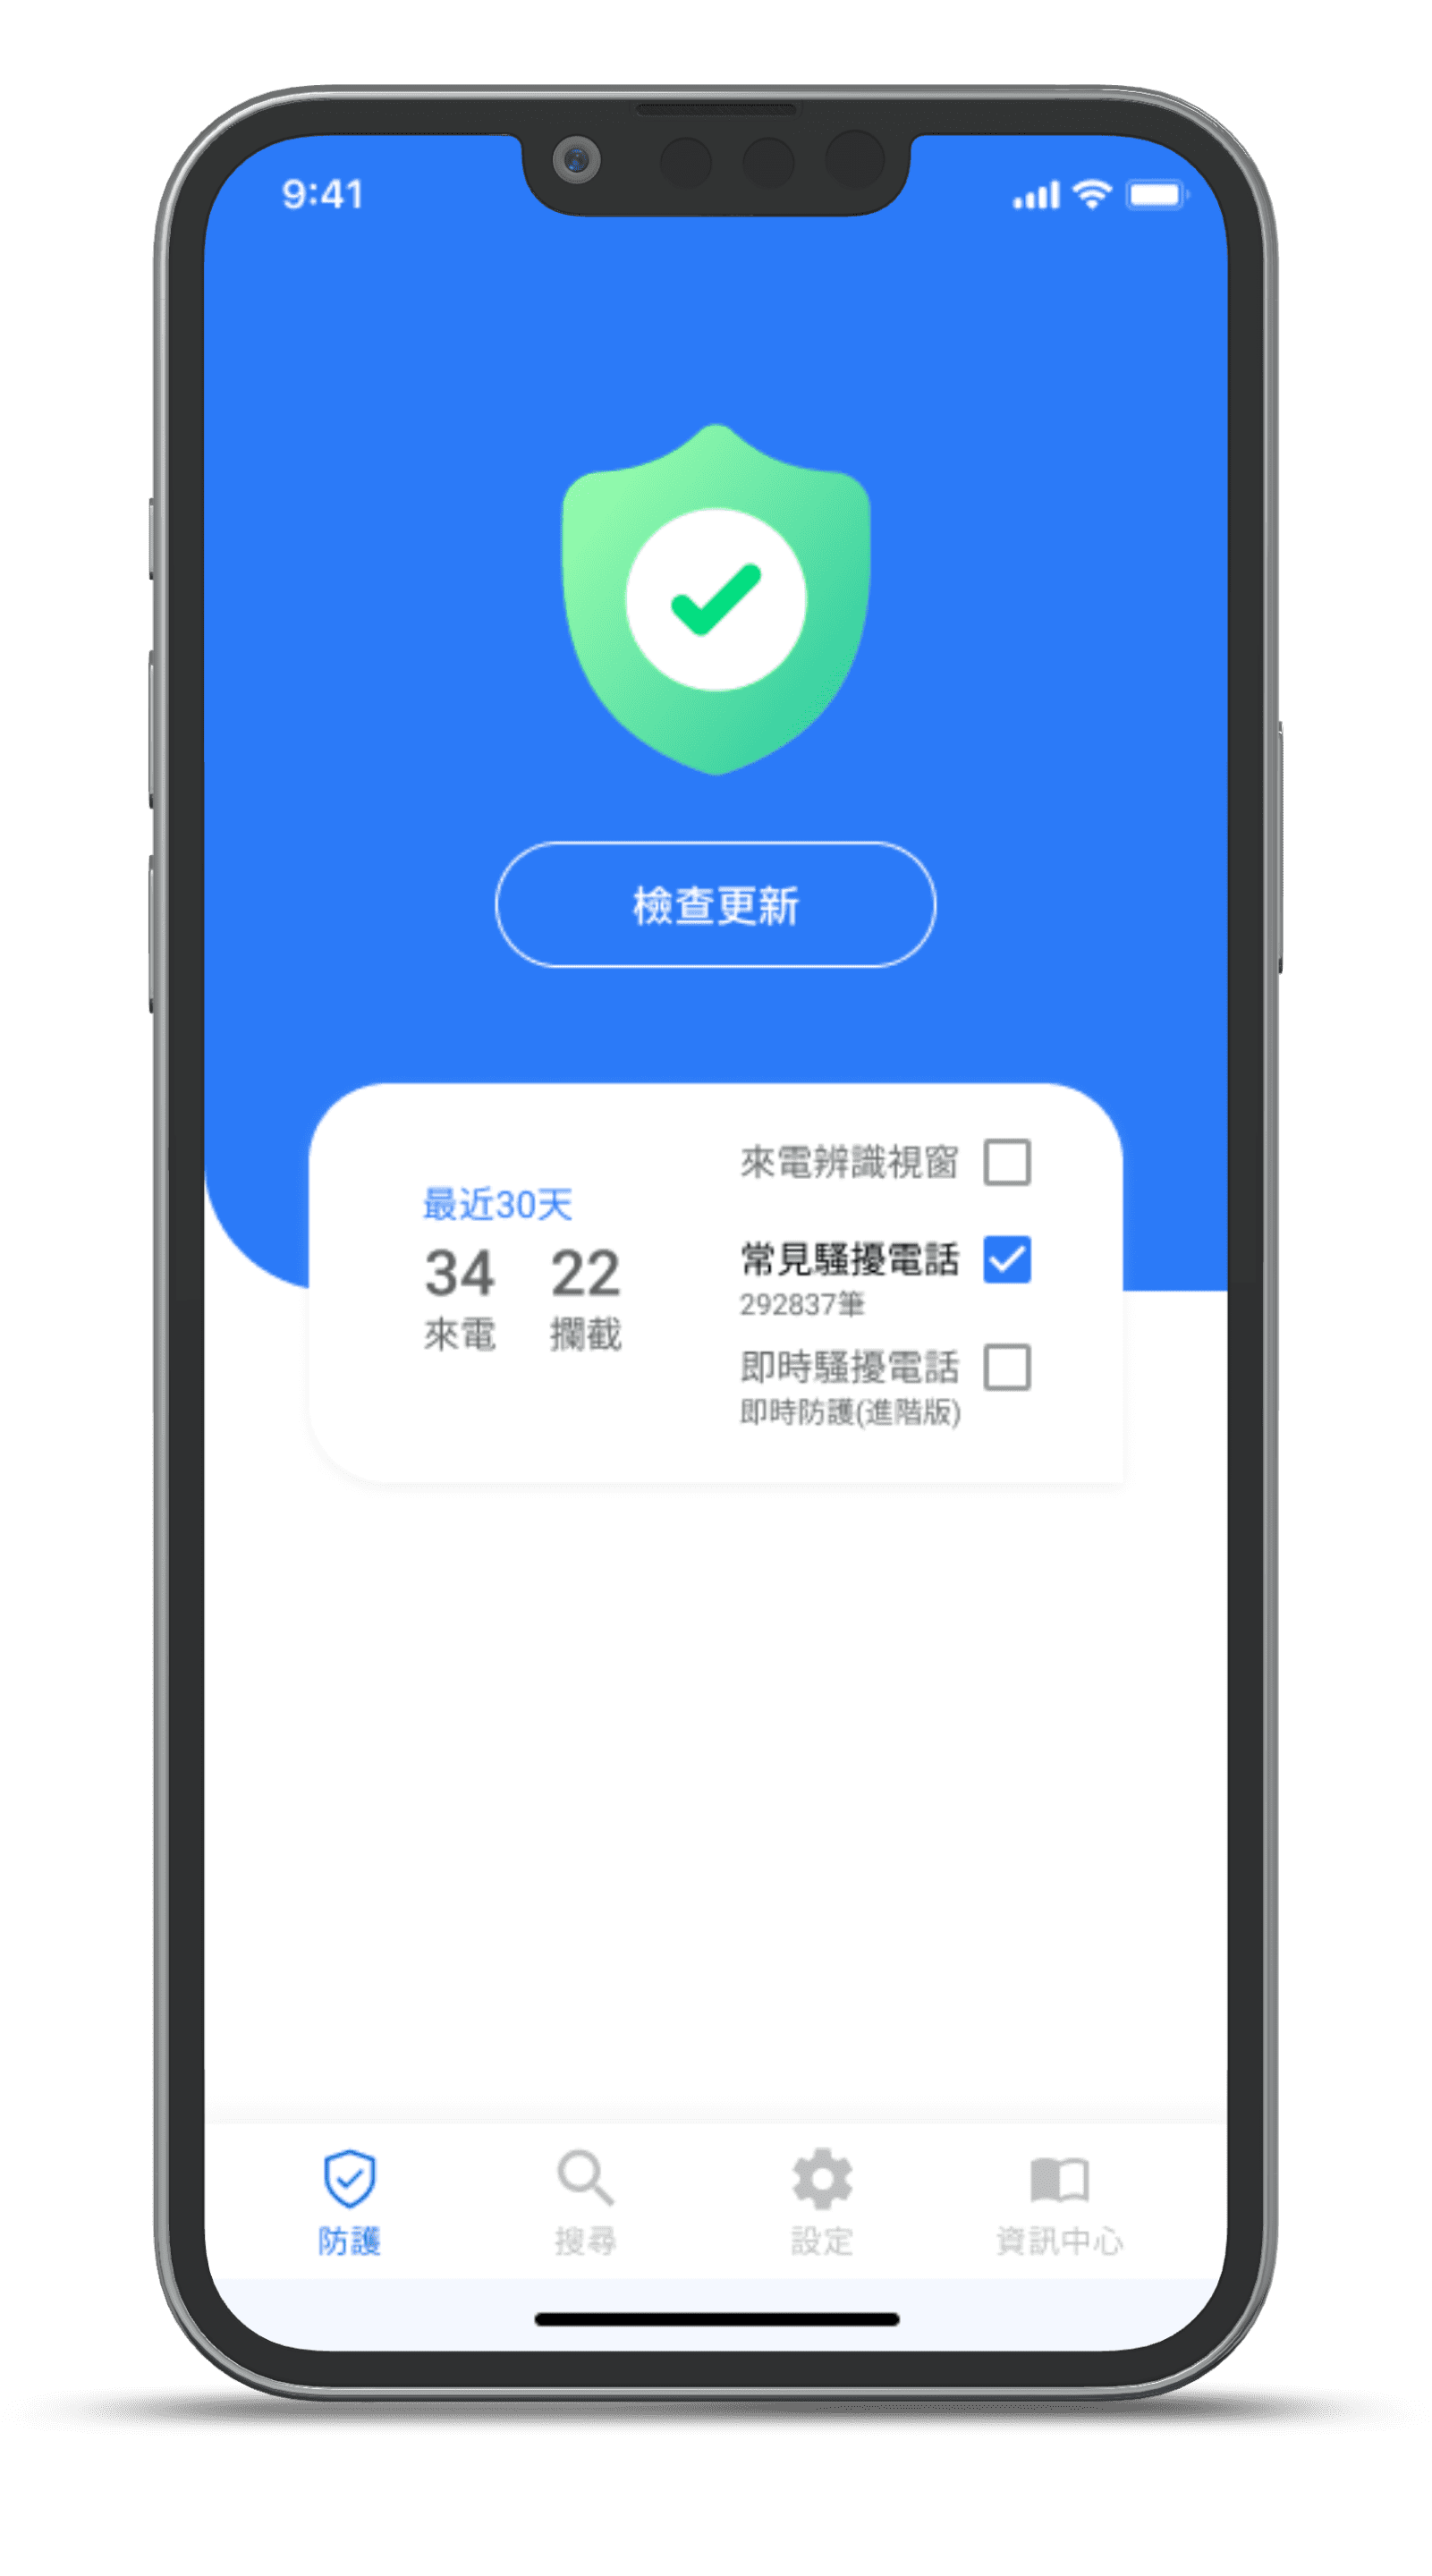 9:41
檢查更新
最近30天
34 22
來電 攔截
來電辨識視窗
常見騷擾電話
292837筆
即時騷擾電話
即時防護(進階版)
防護 搜尋 設定 資訊中心